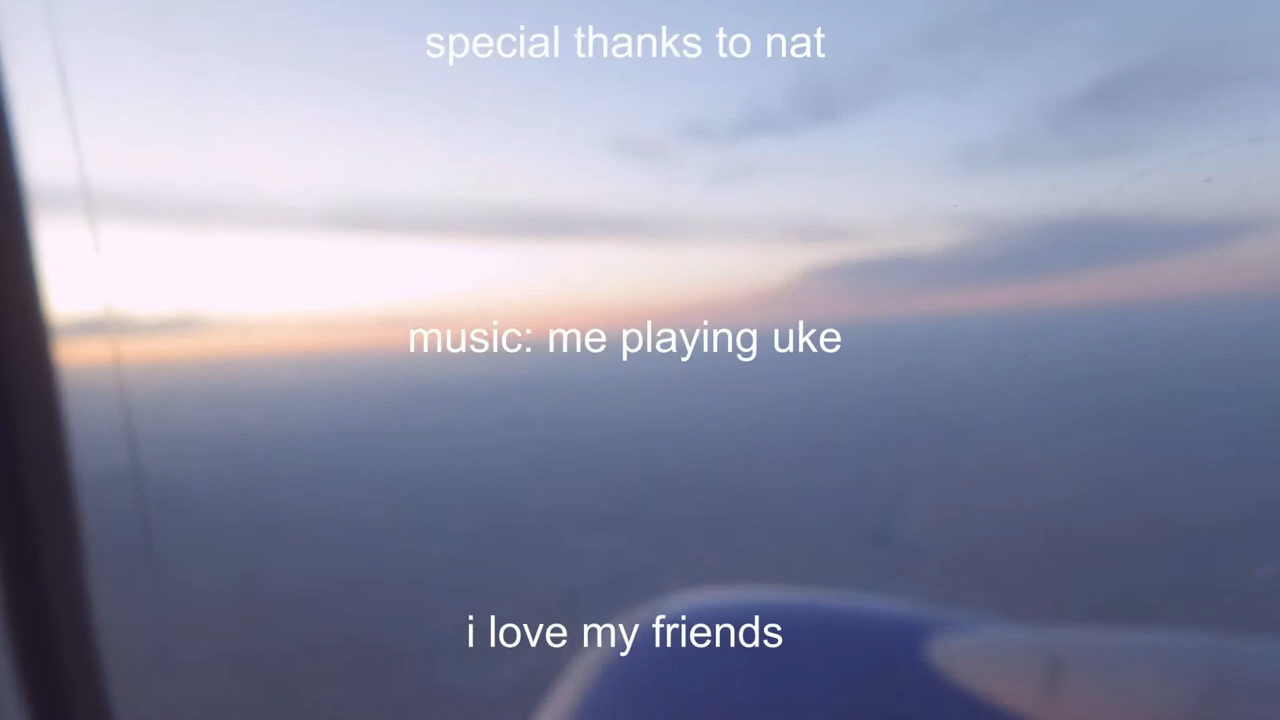 special thanks to nat
music: me playing uke
i love my friends